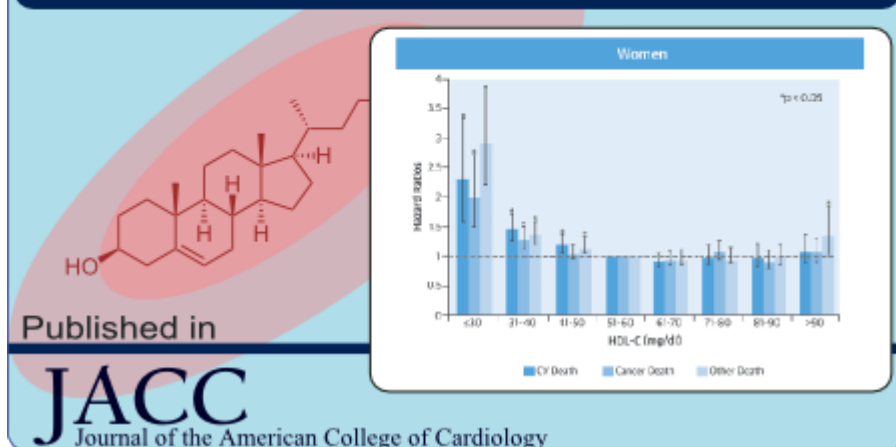 Women
*p < 0.05
Hazard Ratios
4
3.5
3
2.5
2
1.5
1
0.5
0
≤30
31-40
41-50
51-60
61-70
71-80
81-90
>90
HDL-C (mg/dl)
CV Death
Cancer Death
Other Death
H
H
H
H
HO
Published in
JACC
Journal of the American College of Cardiology